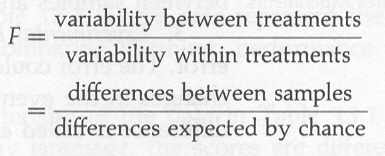 F = variability between treatments / variability within treatments
= differences between samples / differences expected by chance